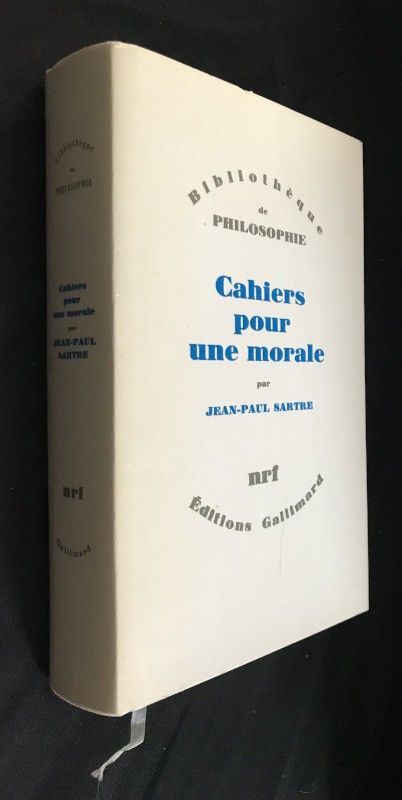 Bibliothèque
de
PHILOSOPHIE
Cahiers
pour
une morale
par
JEAN-PAUL
SARTRE
nrf
Gallimard
Bibliothèque
de
PHILOSOPHIE
Cahiers
pour
une morale
par
JEAN-PAUL SARTRE
nrf
Éditions Gallimard